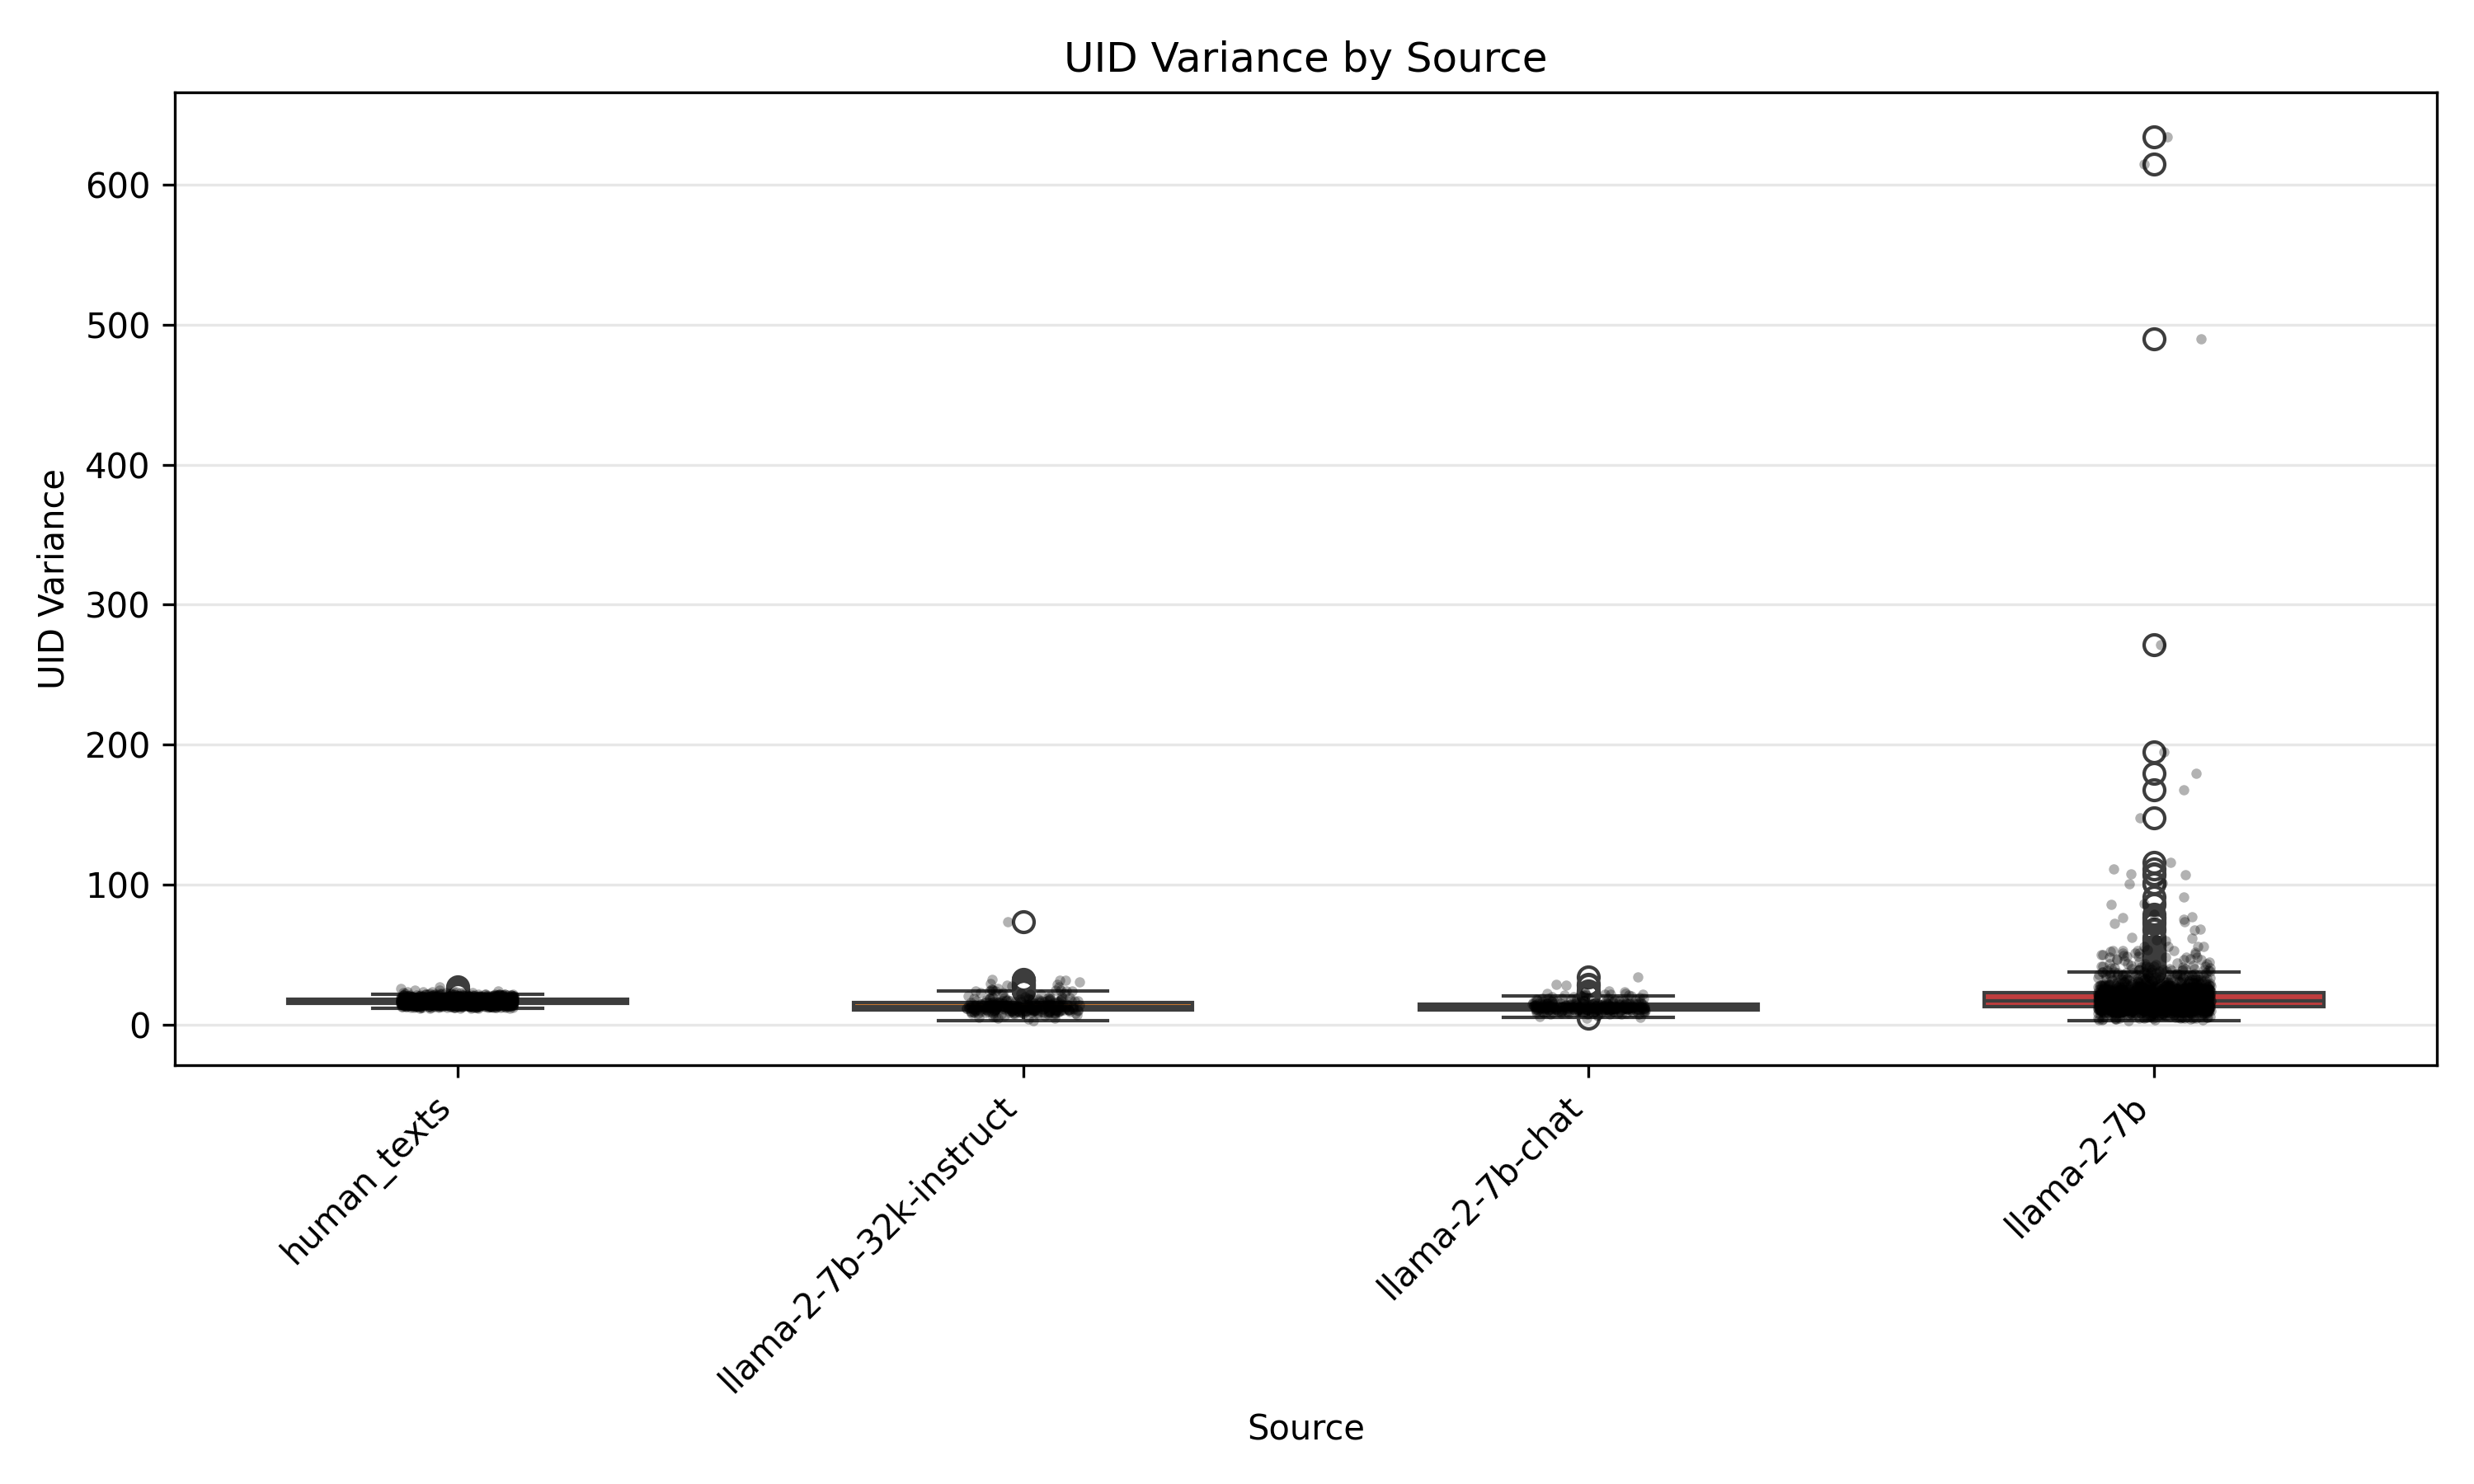 UID Variance by Source
UID Variance
600
500
400
300
200
100
0
human_texts
llama-2-7b-32k-instruct
llama-2-7b-chat
llama-2-7b
Source